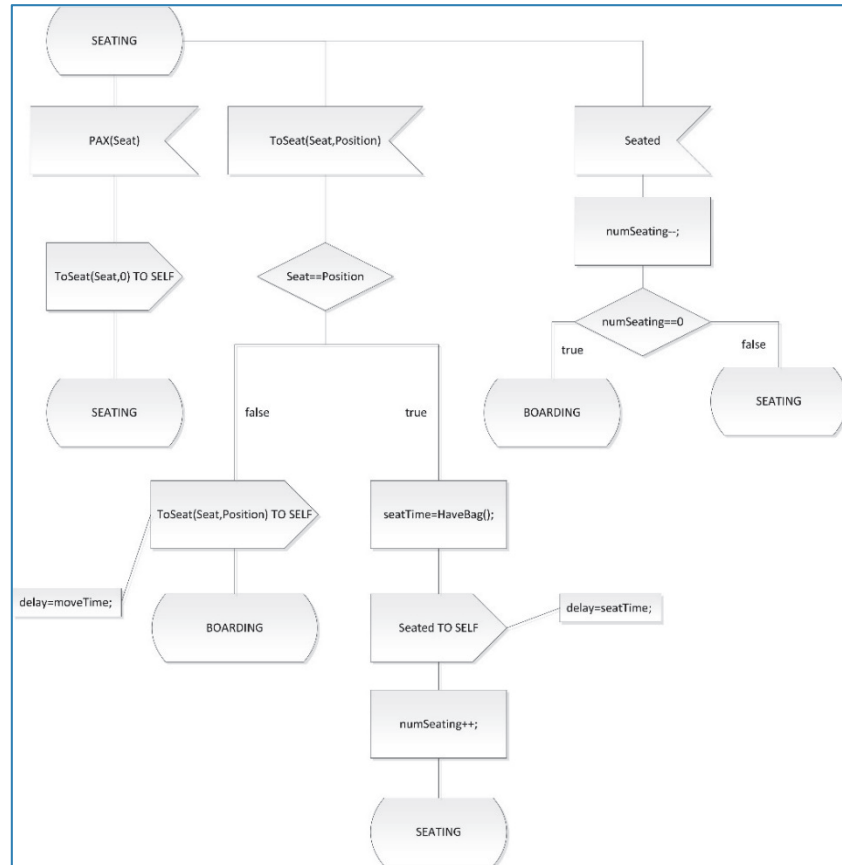 SEATING
PAX(Seat)
ToSeat(Seat,Position)
Seated
numSeating--;
ToSeat(Seat,0} TO SELF
Seat==Position
numSeating==0
true
false
SEATING
false
true
BOARDING
SEATING
ToSeat(Seat,Position) TO SELF
seatTime=HaveBag();
delay=moveTime;
BOARDING
Seated TO SELF
delay=seatTime;
numSeating++;
SEATING